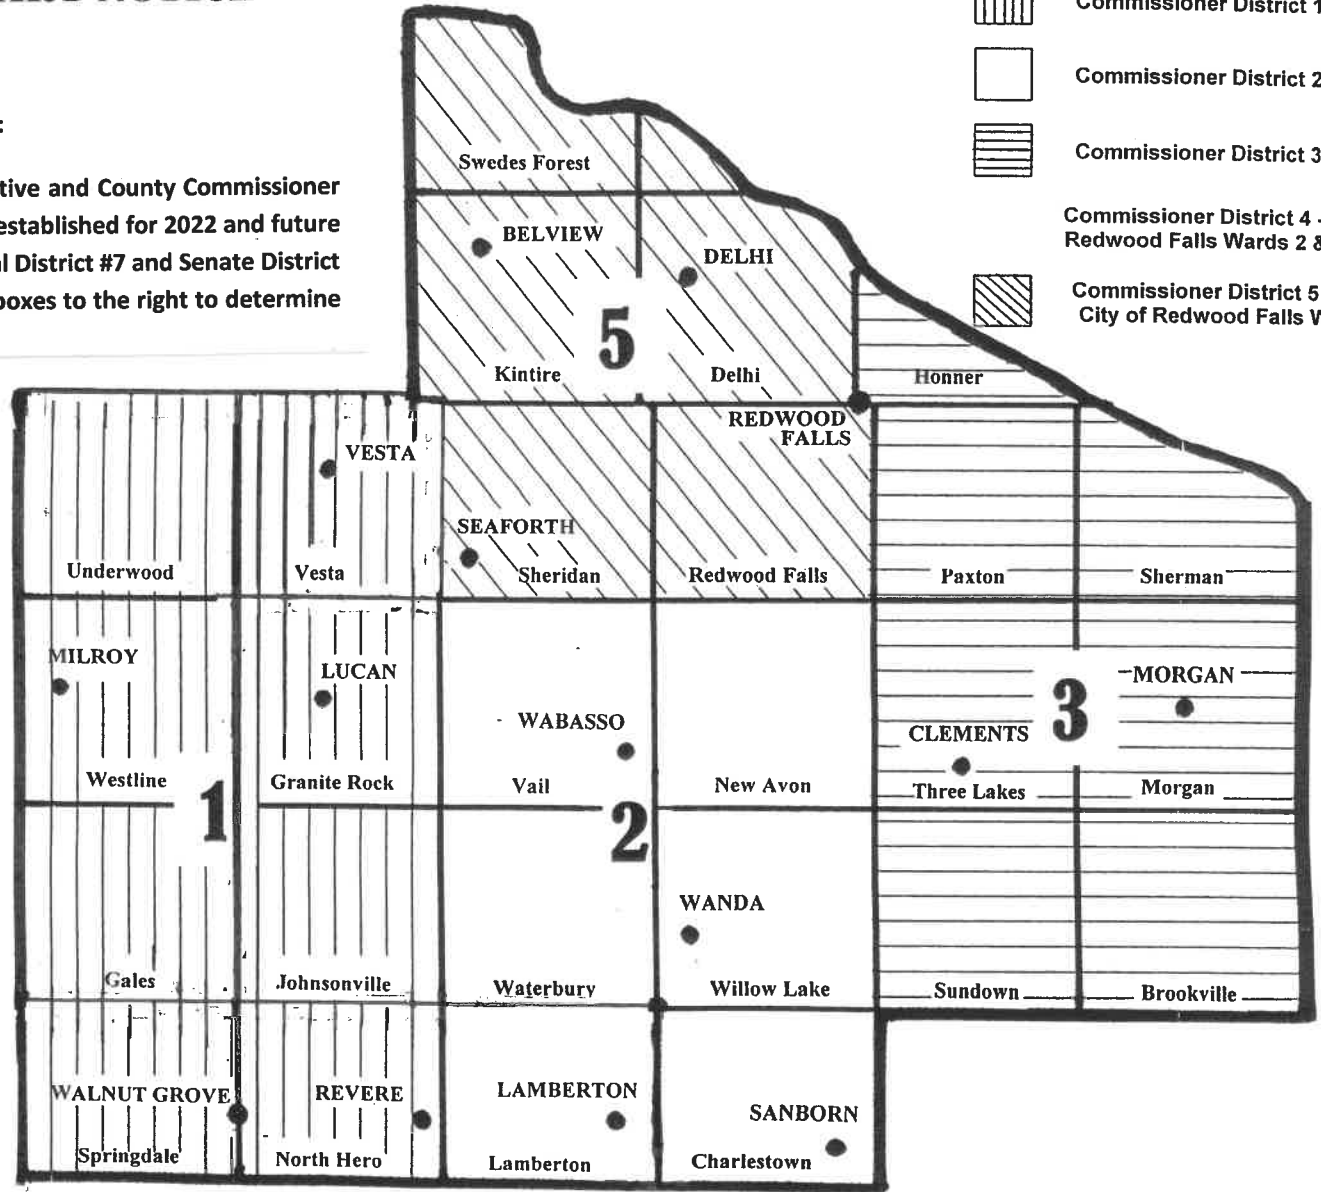 Commissioner District 1
Commissioner District 2
:
Commissioner District 3
tive and County Commissioner
established for 2022 and future
al District #7 and Senate District
boxes to the right to determine
Commissioner District 4 -
Redwood Falls Wards 2 &
Commissioner District 5
City of Redwood Falls W
Swedes Forest
BELVIEW
DELHI
5
Kintire
Delhi
Honner
REDWOOD
FALLS
VESTA
SEAFORTH
Underwood
Vesta
Sheridan
Redwood Falls
Paxton
Sherman
MILROY
LUCAN
WABASSO
CLEMENTS
3
MORGAN
Westline
Granite Rock
Vail
New Avon
Three Lakes
Morgan
1
2
WANDA
Gales
Johnsonville
Waterbury
Willow Lake
Sundown
Brookville
WALNUT GROVE
REVERE
LAMBERTON
SANBORN
Springdale
North Hero
Lamberton
Charlestown